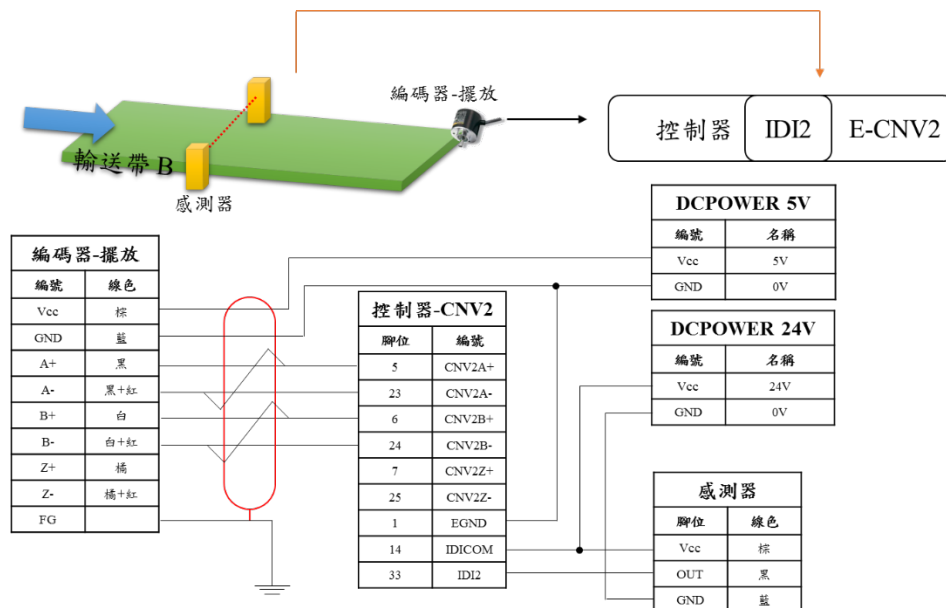 編碼器-擺放
控制器 IDI2 E-CNV2
輸送帶 B
感測器
DCPOWER 5V
編號 名稱
Vcc 5V
GND 0V
編碼器-擺放
編號 線色
Vcc 棕
GND 藍
A+ 黑
A- 黑+紅
B+ 白
B- 白+紅
Z+ 橘
Z- 橘+紅
FG
控制器-CNV2
腳位 編號
5 CNV2A+
23 CNV2A-
6 CNV2B+
24 CNV2B-
7 CNV2Z+
25 CNV2Z-
1 EGND
14 IDICOM
33 IDI2
DCPOWER 24V
編號 名稱
Vcc 24V
GND 0V
感測器
腳位 線色
Vcc 棕
OUT 黑
GND 藍